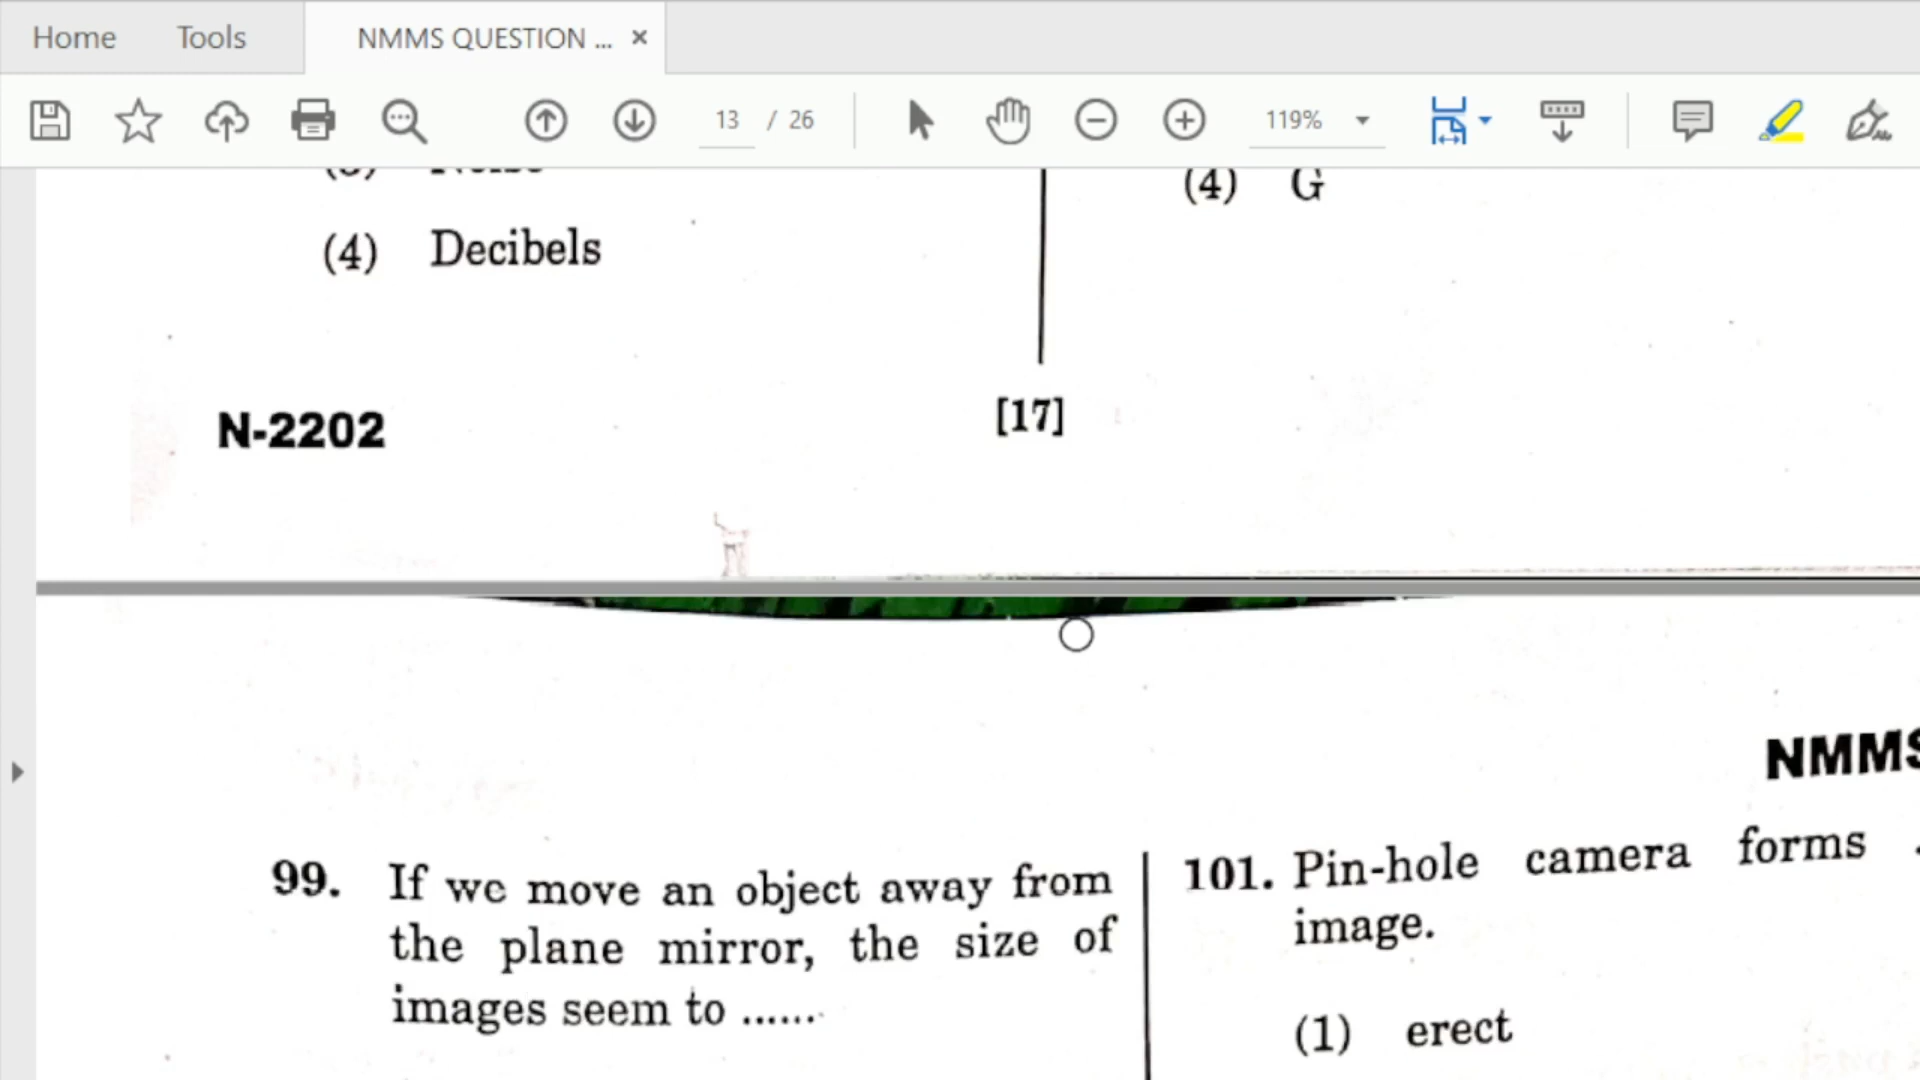 Home Tools NMMS QUESTION ... ×
13 / 26 119%
(4) Decibels
(4) G
N-2202
[17]
99. If we move an object away from
the plane mirror, the size of
images seem to ......
101. Pin-hole camera forms
image.
(1) erect